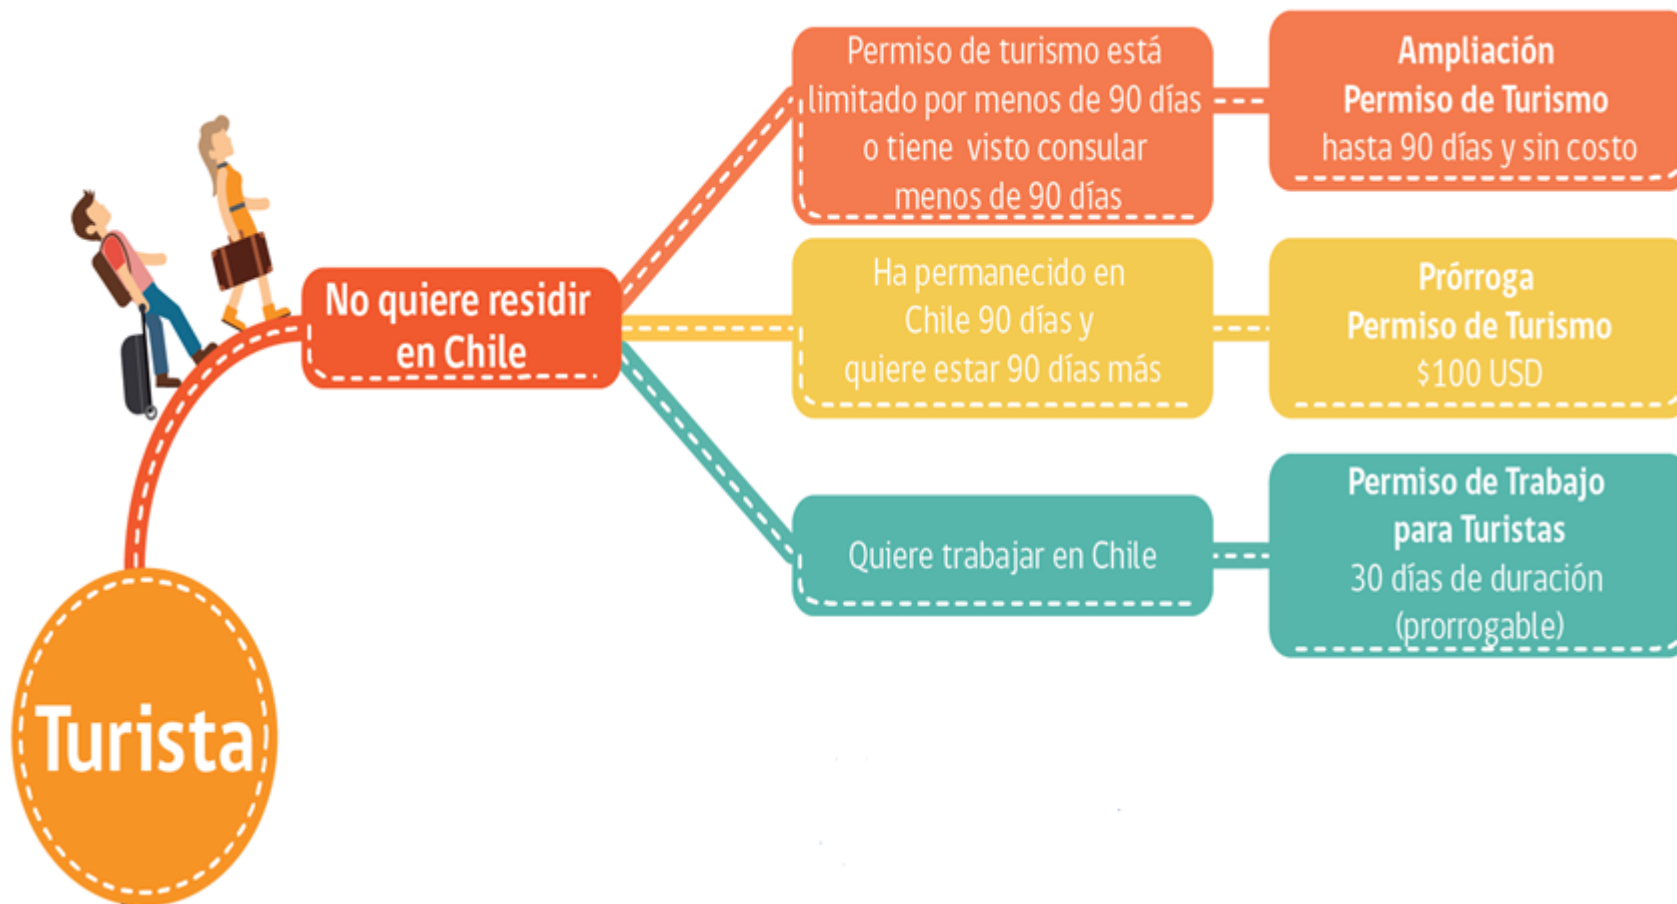 Turista
No quiere residir
en Chile
Permiso de turismo está
limitado por menos de 90 días
o tiene visto consular
menos de 90 días
Ampliación
Permiso de Turismo
hasta 90 días y sin costo
Ha permanecido en
Chile 90 días y
quiere estar 90 días más
Prórroga
Permiso de Turismo
$100 USD
Quiere trabajar en Chile
Permiso de Trabajo
para Turistas
30 días de duración
(prorrogable)